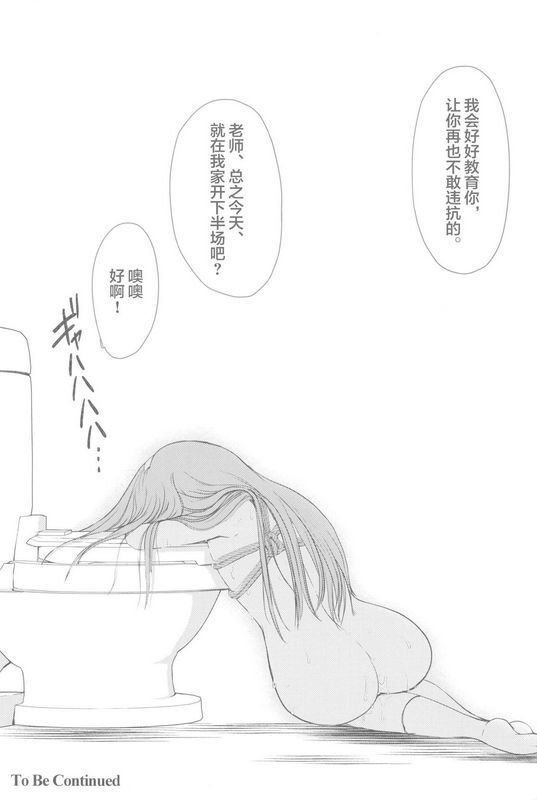 我会好好教育你，
让你再也不敢违抗的。
老师、总之今天、
就在我家开下半场吧？
噢噢
好啊！
ギャハハハハ…
To Be Continued